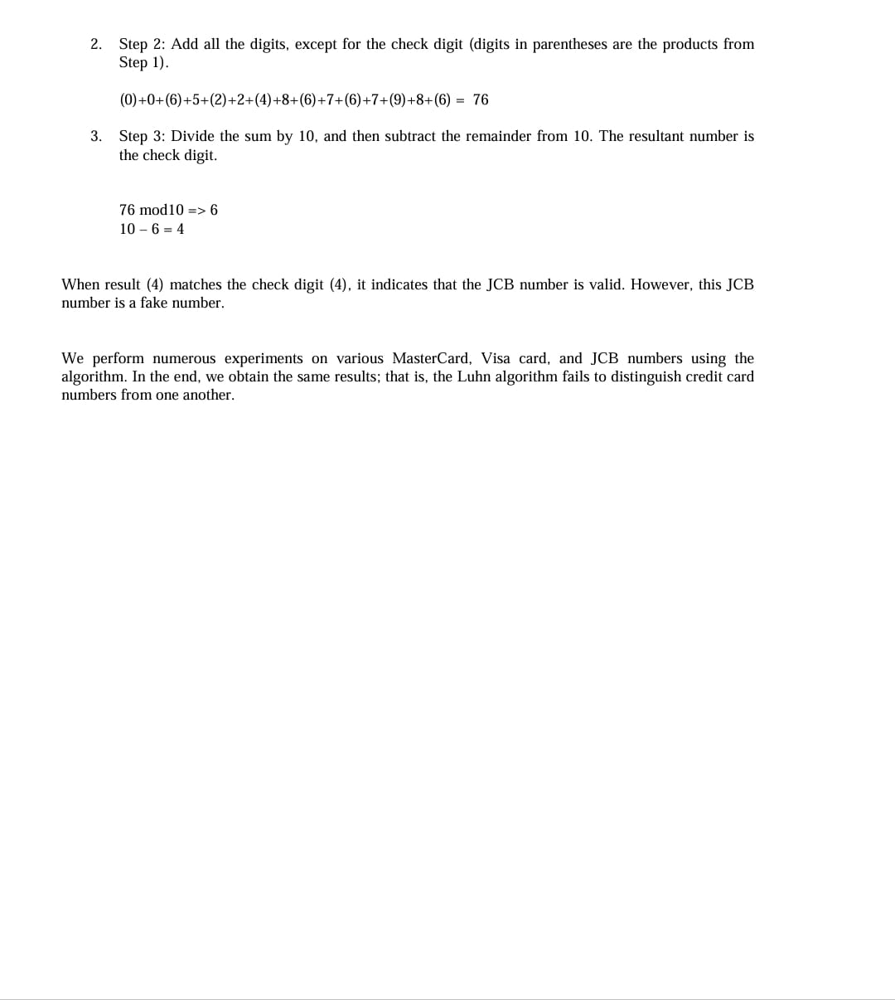 2. Step 2: Add all the digits, except for the check digit (digits in parentheses are the products from
Step 1).
(0)+0+(6)+5+(2)+2+(4)+8+(6)+7+(6)+7+(9)+8+(6) = 76
3. Step 3: Divide the sum by 10, and then subtract the remainder from 10. The resultant number is
the check digit.
76 mod10 => 6
10 – 6 = 4
When result (4) matches the check digit (4), it indicates that the JCB number is valid. However, this JCB
number is a fake number.
We perform numerous experiments on various MasterCard, Visa card, and JCB numbers using the
algorithm. In the end, we obtain the same results; that is, the Luhn algorithm fails to distinguish credit card
numbers from one another.